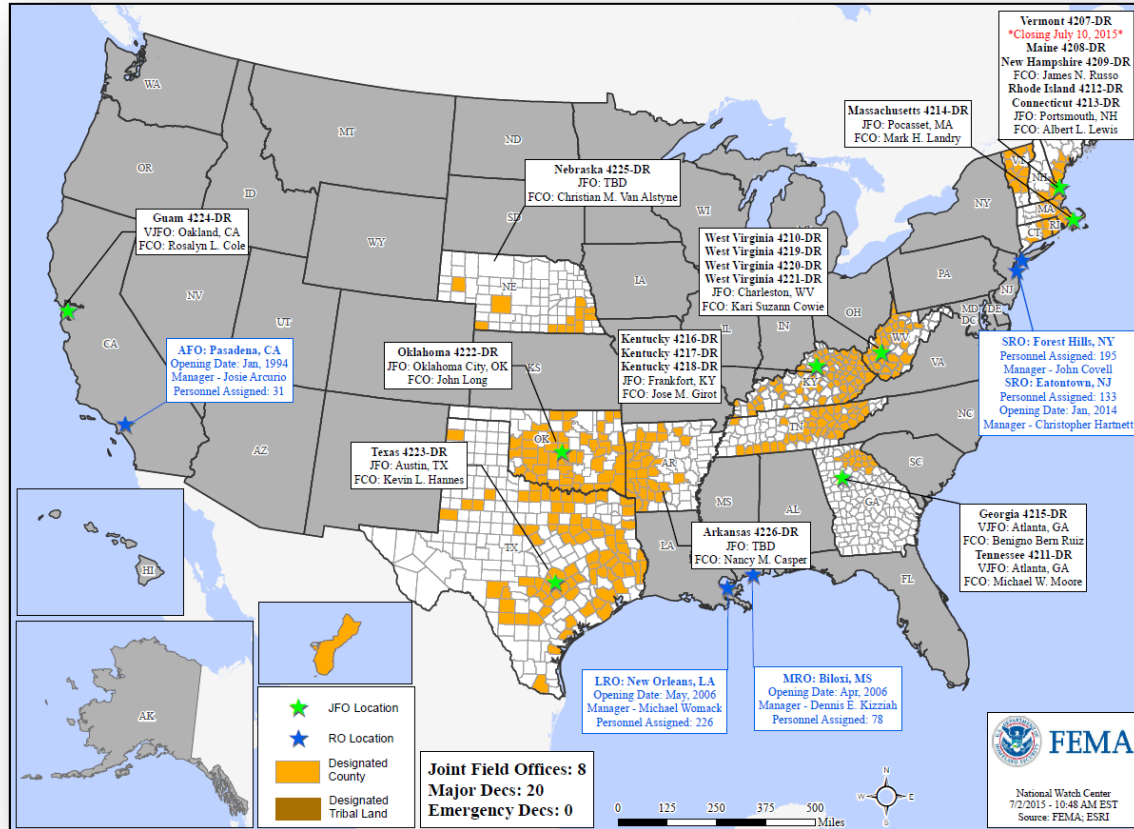 Vermont 4207-DR
*Closing July 10, 2015*
Maine 4208-DR
New Hampshire 4209-DR
FCO: James N. Russo
Rhode Island 4212-DR
Connecticut 4213-DR
JFO: Portsmouth, NH
FCO: Albert L. Lewis
Massachusetts 4214-DR
JFO: Pocasset, MA
FCO: Mark H. Landry
Nebraska 4225-DR
JFO: TBD
FCO: Christian M. Van Alstyne
Guam 4224-DR
VJFO: Oakland, CA
FCO: Rosalyn L. Cole
West Virginia 4210-DR
West Virginia 4219-DR
West Virginia 4220-DR
West Virginia 4221-DR
JFO: Charleston, WV
FCO: Kari Suzann Cowie
AFO: Pasadena, CA
Opening Date: Jan, 1994
Manager - Josie Arcurio
Personnel Assigned: 31
Oklahoma 4222-DR
JFO: Oklahoma City, OK
FCO: John Long
Kentucky 4216-DR
Kentucky 4217-DR
Kentucky 4218-DR
JFO: Frankfort, KY
FCO: Jose M. Girot
SRO: Forest Hills, NY
Personnel Assigned: 195
Manager - John Covell
SRO: Eatontown, NJ
Personnel Assigned: 133
Opening Date: Jan, 2014
Manager - Christopher Hartnett
Texas 4223-DR
JFO: Austin, TX
FCO: Kevin L. Hannes
Arkansas 4226-DR
JFO: TBD
FCO: Nancy M. Casper
Georgia 4215-DR
VJFO: Atlanta, GA
FCO: Benigno Bern Ruiz
Tennessee 4211-DR
VJFO: Atlanta, GA
FCO: Michael W. Moore
LRO: New Orleans, LA
Opening Date: May, 2006
Manager - Michael Womack
Personnel Assigned: 226
MRO: Biloxi, MS
Opening Date: Apr, 2006
Manager - Dennis E. Kizziah
Personnel Assigned: 78
WA
MT
ND
OR
ID
SD
WY
WI
NY
VT
NH
MA
CT
RI
NE
IA
PA
NJ
NV
UT
CA
KS
IL
IN
OH
MD
DE
DC
WV
VA
KY
AZ
OK
AR
TN
NC
SC
MS
AL
GA
TX
LA
FL
HI
AK
JFO Location
RO Location
Designated
County
Designated
Tribal Land
Joint Field Offices: 8
Major Decs: 20
Emergency Decs: 0
0 125 250 375 500
Miles
N
W
E
S
U.S. DEPARTMENT OF
HOMELAND SECURITY
FEMA
National Watch Center
7/2/2015 - 10:48 AM EST
Source: FEMA; ESRI